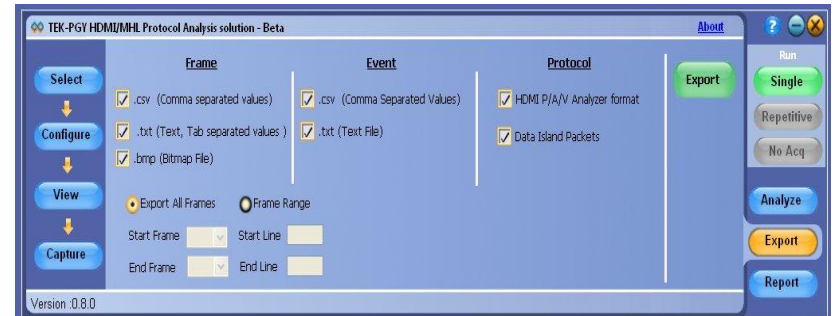 TEK-PGY HDMI/MHL Protocol Analysis solution - Beta
About
?
Select
Configure
View
Capture
Frame
.csv (Comma separated values)
.txt (Text, Tab separated values )
.bmp (Bitmap File)
Event
.csv (Comma Separated Values)
.txt (Text File)
Protocol
HDMI P/A/V Analyzer format
Data Island Packets
Export
Export All Frames
Frame Range
Start Frame
Start Line
End Frame
End Line
Run
Single
Repetitive
No Acq
Analyze
Export
Report
Version :0.8.0